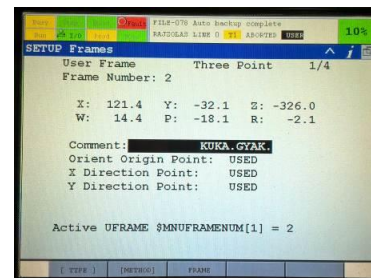 FILE-078 Auto backup complete
RAJZOLAS LINE 0 T1 ABORTED USER
10%
SETUP Frames
User Frame Three Point 1/4
Frame Number: 2
X: 121.4 Y: -32.1 Z: -326.0
W: 14.4 P: -18.1 R: -2.1
Comment: KUKA.GYAK.
Orient Origin Point: USED
X Direction Point: USED
Y Direction Point: USED
Active UFRAME $MNUFRAMENUM[1] = 2
[ TYPE ] [METHOD] FRAME